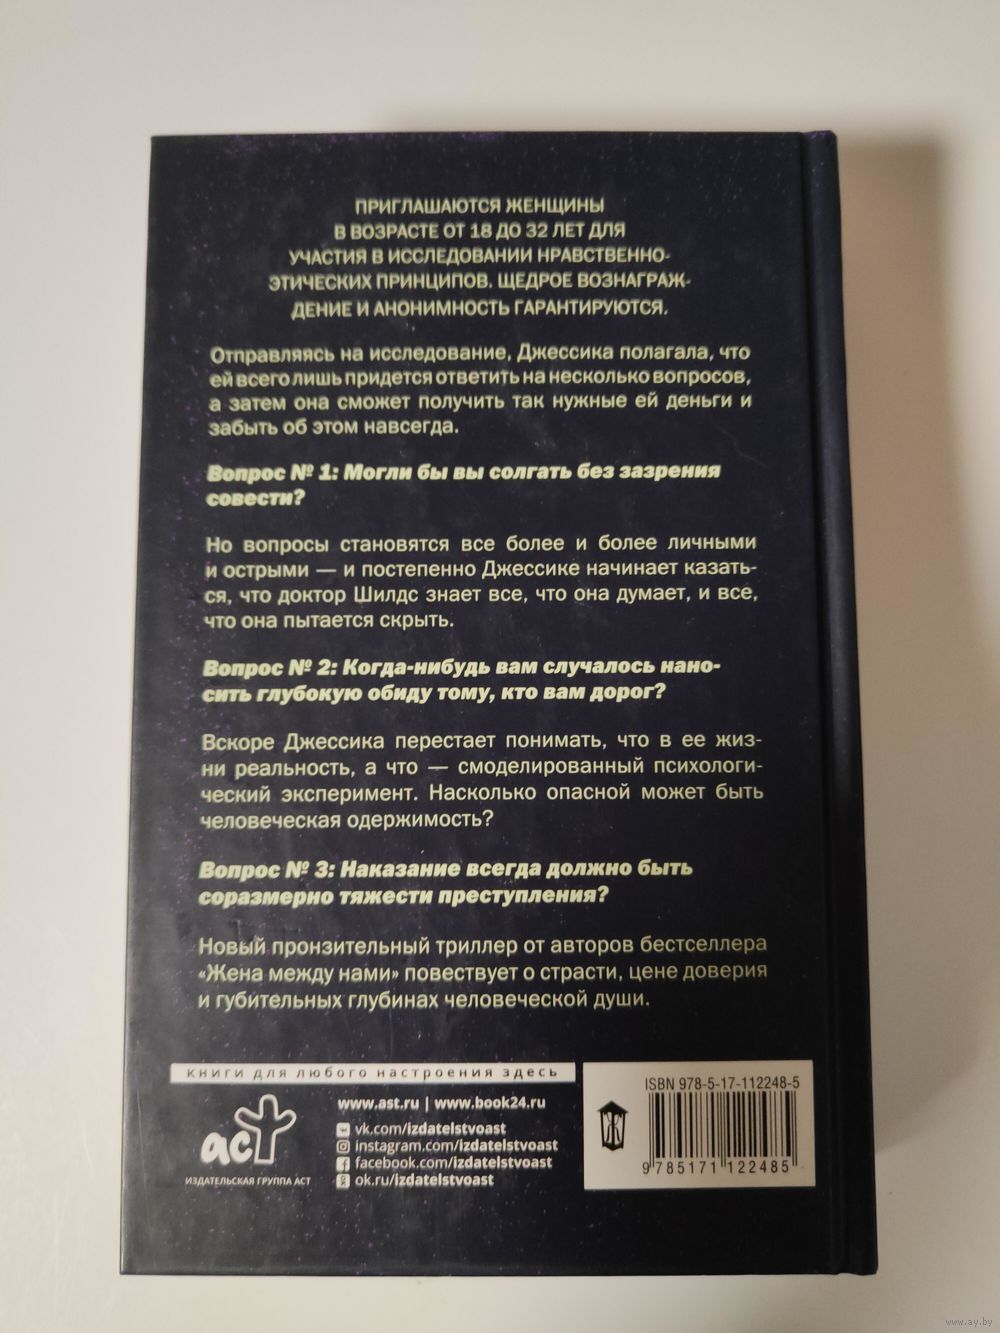 ПРИГЛАШАЮТСЯ ЖЕНЩИНЫ
В ВОЗРАСТЕ ОТ 18 ДО 32 ЛЕТ ДЛЯ
УЧАСТИЯ В ИССЛЕДОВАНИИ НРАВСТВЕННО-
ЭТИЧЕСКИХ ПРИНЦИПОВ. ЩЕДРОЕ ВОЗНАГРАЖ-
ДЕНИЕ И АНОНИМНОСТЬ ГАРАНТИРУЮТСЯ.
Отправляясь на исследование, Джессика полагала, что
ей всего лишь придется ответить на несколько вопросов,
а затем она сможет получить так нужные ей деньги и
забыть об этом навсегда.
Вопрос № 1: Могли бы вы солгать без зазрения
совести?
Но вопросы становятся все более и более личными
и острыми — и постепенно Джессике начинает казать-
ся, что доктор Шилдс знает все, что она думает, и все,
что она пытается скрыть.
Вопрос № 2: Когда-нибудь вам случалось нано-
сить глубокую обиду тому, кто вам дорог?
Вскоре Джессика перестает понимать, что в ее жиз-
ни реальность, а что — смоделированный психологи-
ческий эксперимент. Насколько опасной может быть
человеческая одержимость?
Вопрос № 3: Наказание всегда должно быть
соразмерно тяжести преступления?
Новый пронзительный триллер от авторов бестселлера
«Жена между нами» повествует о страсти, цене доверия
и губительных глубинах человеческой души.
книги для любого настроения здесь
аст
ИЗДАТЕЛЬСКАЯ ГРУППА АСТ
www.ast.ru | www.book24.ru
vk.com/izdatelstvoast
instagram.com/izdatelstvoast
facebook.com/izdatelstvoast
ok.ru/izdatelstvoast
ISBN 978-5-17-112248-5
9 785171 122485
www.ay.by